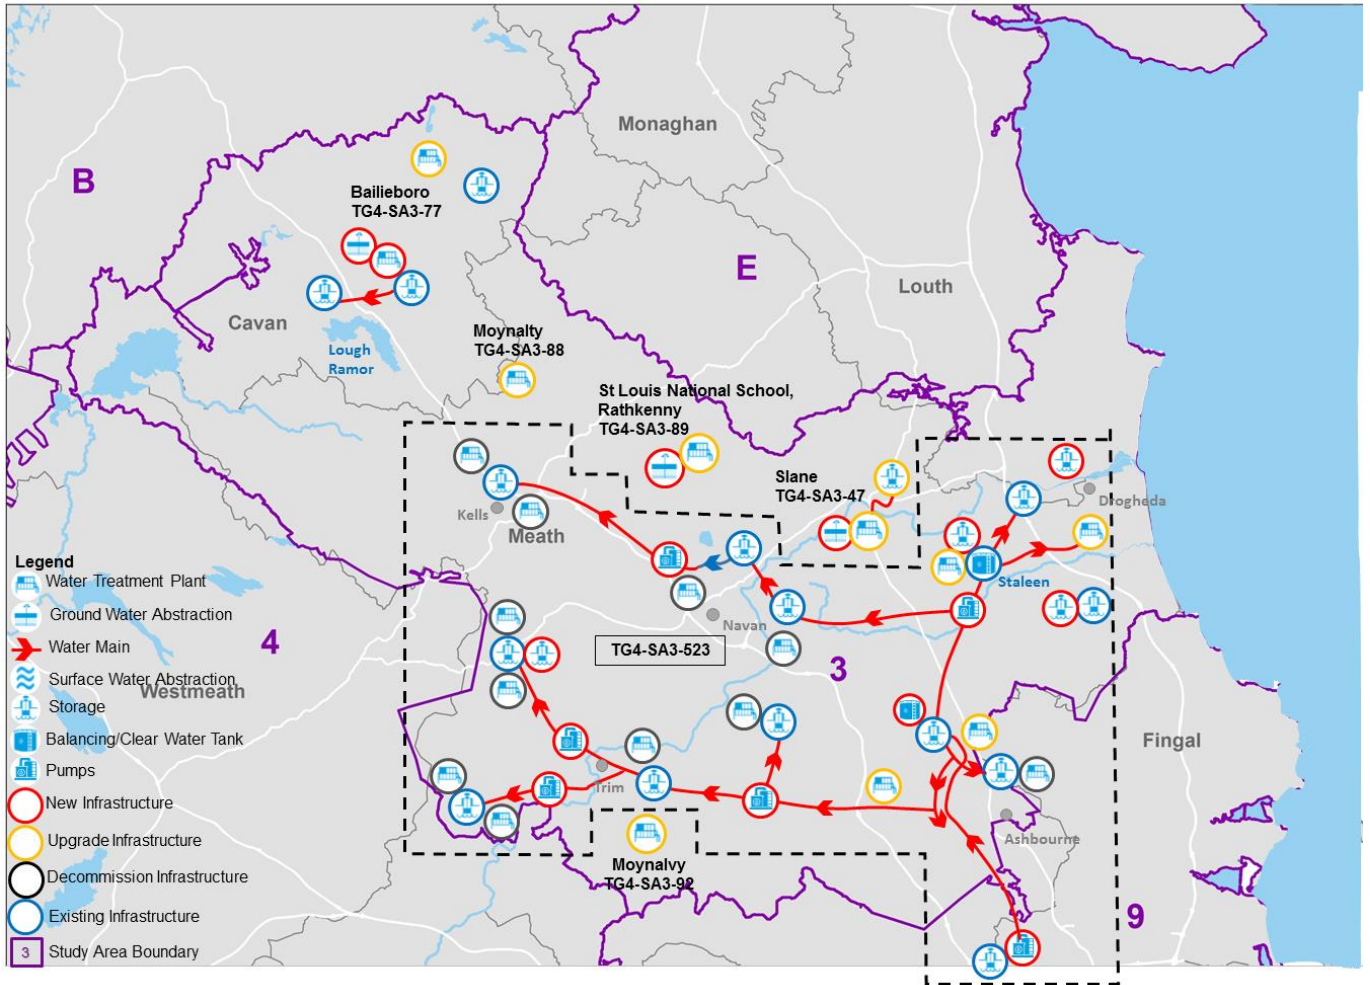 Monaghan
B
Bailieboro
TG4-SA3-77
E
Louth
Cavan
Lough
Ramor
Moynalty
TG4-SA3-88
St Louis National School,
Rathkenny
TG4-SA3-89
Slane
TG4-SA3-47
Drogheda
Kells
Meath
Staleen
Navan
TG4-SA3-523
3
4
Westmeath
Fingal
Trim
Ashbourne
Moynalvy
TG4-SA3-92
9
Legend
Water Treatment Plant
Ground Water Abstraction
Water Main
Surface Water Abstraction
Storage
Balancing/Clear Water Tank
Pumps
New Infrastructure
Upgrade Infrastructure
Decommission Infrastructure
Existing Infrastructure
3 Study Area Boundary